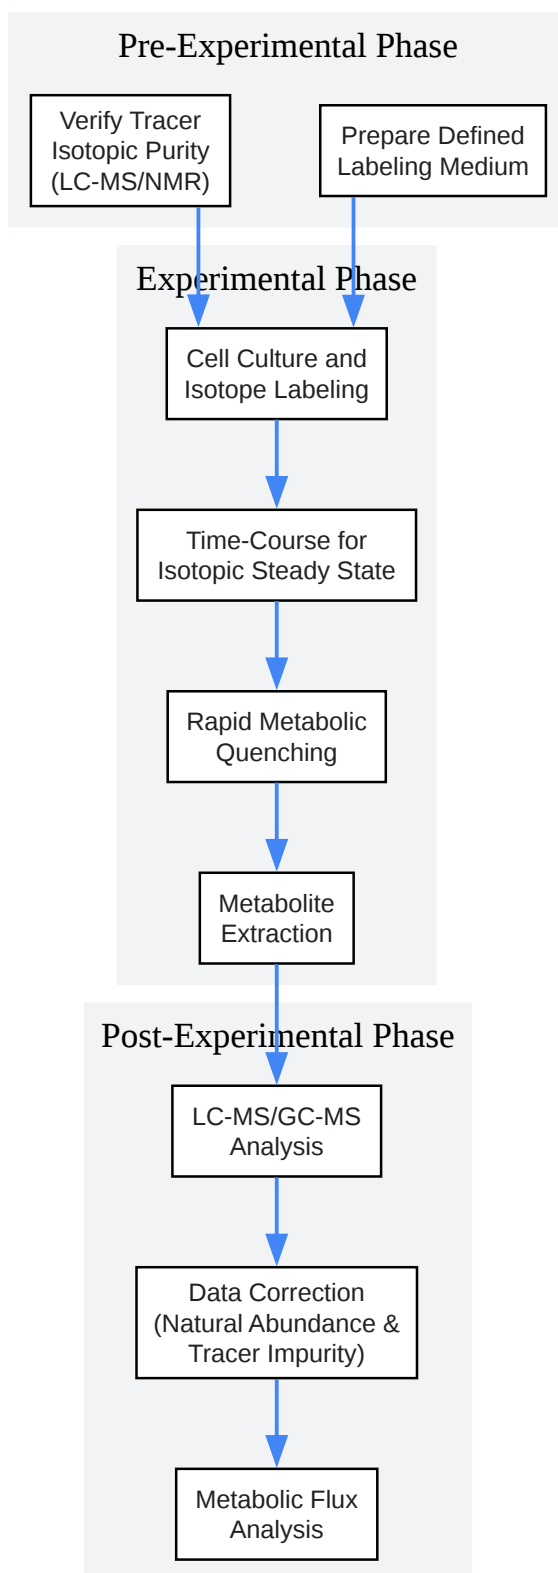 Pre-Experimental Phase
Verify Tracer
Isotopic Purity
(LC-MS/NMR)
Prepare Defined
Labeling Medium
Experimental Phase
Cell Culture and
Isotope Labeling
Time-Course for
Isotopic Steady State
Rapid Metabolic
Quenching
Metabolite
Extraction
Post-Experimental Phase
LC-MS/GC-MS
Analysis
Data Correction
(Natural Abundance &
Tracer Impurity)
Metabolic Flux
Analysis